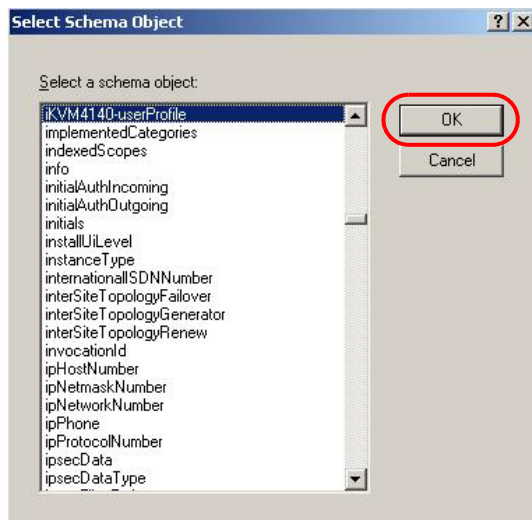 Select Schema Object
Select a schema object:
iKVM4140-userProfile
implementedCategories
indexedScopes
info
initialAuthIncoming
initialAuthOutgoing
initials
installUiLevel
instanceType
internationalISDNNumber
interSiteTopologyFailover
interSiteTopologyGenerator
interSiteTopologyRenew
invocationId
ipHostNumber
ipNetmaskNumber
ipNetworkNumber
ipPhone
ipProtocolNumber
ipsecData
ipsecDataType
OK
Cancel